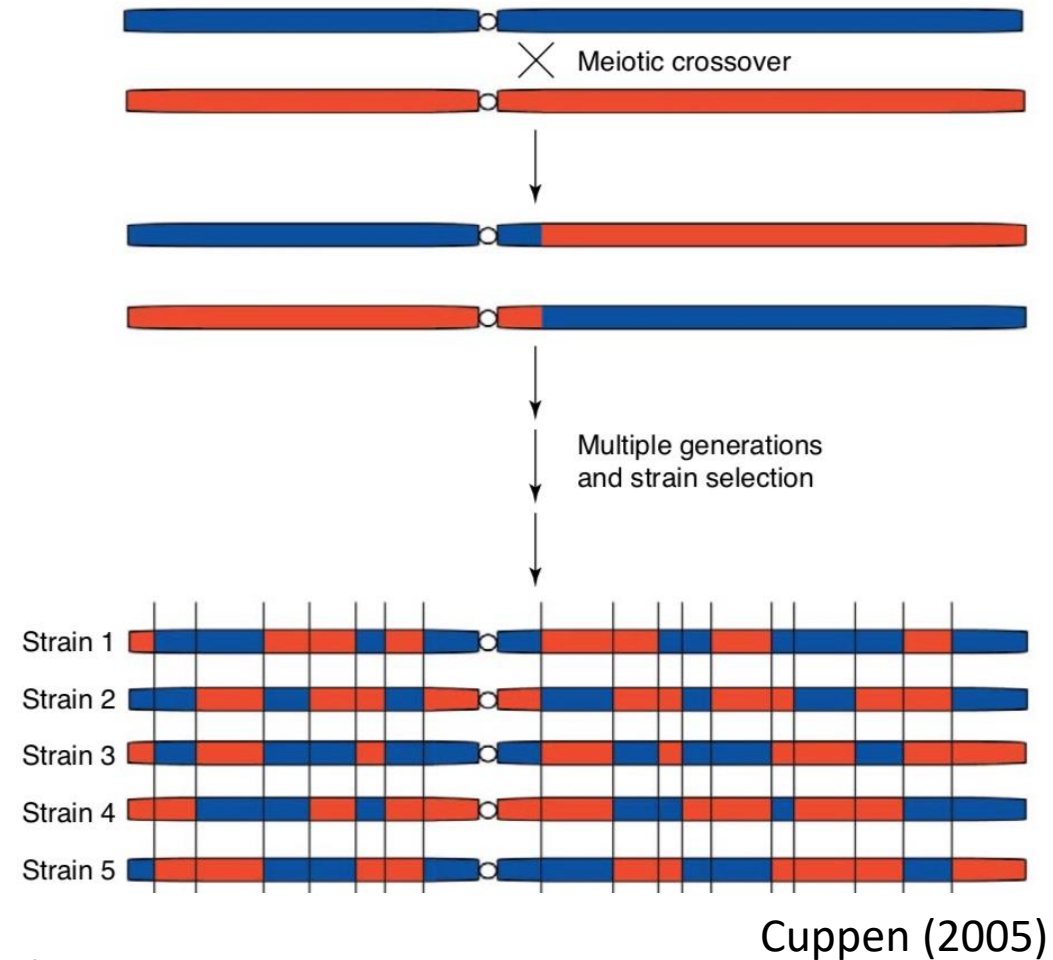 Meiotic crossover
Multiple generations
and strain selection
Strain 1
Strain 2
Strain 3
Strain 4
Strain 5
Cuppen (2005)